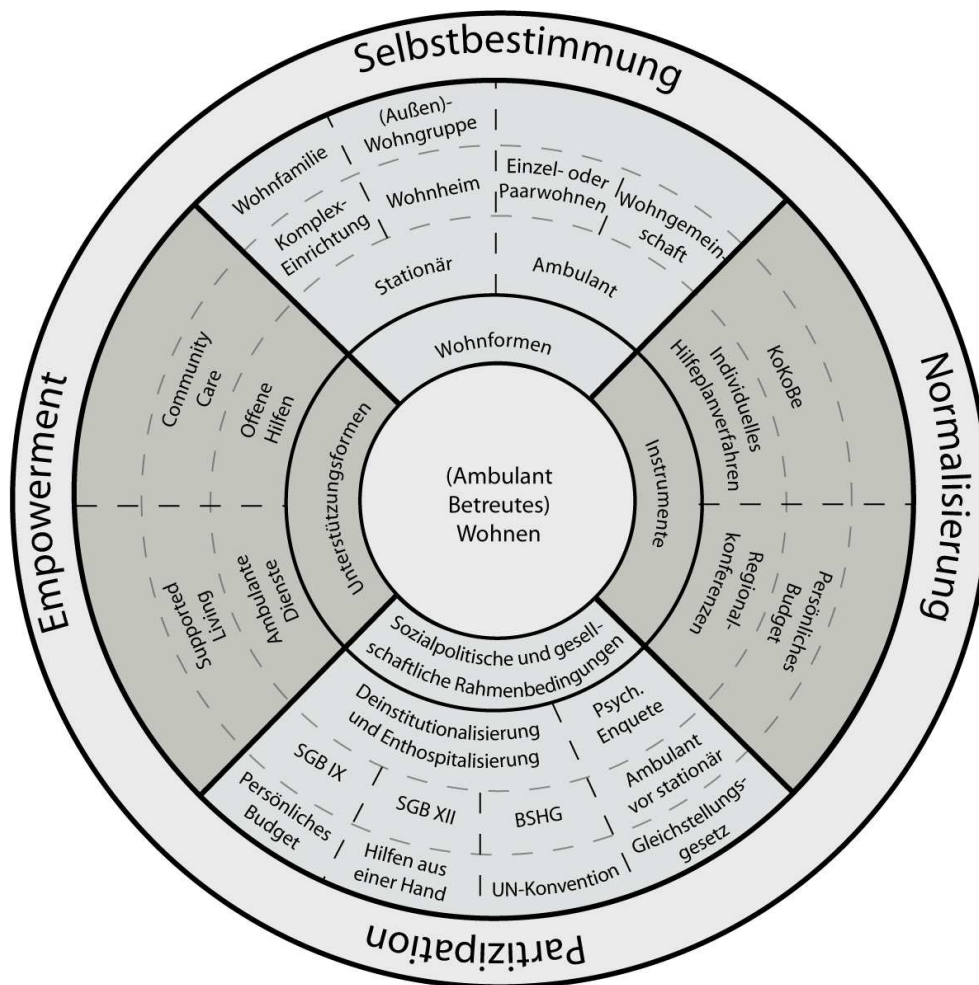 Selbstbestimmung
Normalisierung
Partizipation
Empowerment
(Ambulant
Betreutes)
Wohnen
Wohnformen
Stationär
Ambulant
Komplex-
Einrichtung
Wohnheim
Einzel- oder
Paarwohnen
Wohngemein-
schaft
Wohnfamilie
(Außen)-
Wohngruppe
Instrumente
Individuelles
Hilfeplanverfahren
KoKoBe
Regional-
konferenzen
Persönliches
Budget
Sozialpolitische und gesell-
schaftliche Rahmenbedingungen
Deinstitutionalisierung
und Enthospitalisierung
Psych.
Enquete
SGB IX
SGB XII
BSHG
Ambulant
vor stationär
Persönliches
Budget
Hilfen aus
einer Hand
UN-Konvention
Gleichstellungs-
gesetz
Unterstützungsformen
Offene
Hilfen
Community
Care
Ambulante
Dienste
Supported
Living